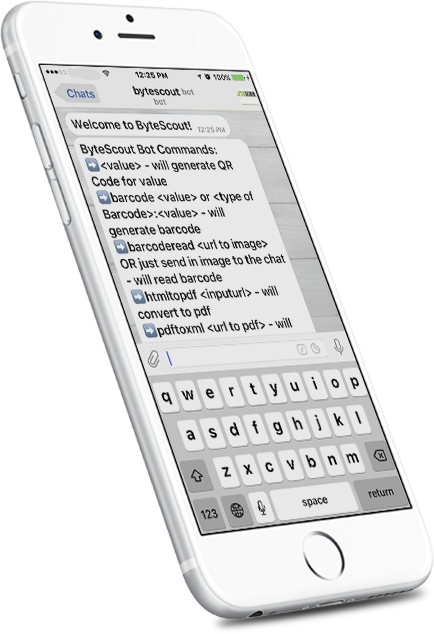 12:25 PM
100%
Chats
bytescout bot
bot
Welcome to ByteScout!
12:25 PM
ByteScout Bot Commands:
➡️<value> - will generate QR
Code for value
➡️barcode <value> or <type of
Barcode>:<value> - will
generate barcode
➡️barcoderead <url to image>
OR just send in image to the chat
- will read barcode
➡️htmltopdf <inputurl> - will
convert to pdf
➡️pdftoxml <url to pdf> - will
q w e r t y u i o p
a s d f g h j k l
z x c v b n m
123 space return